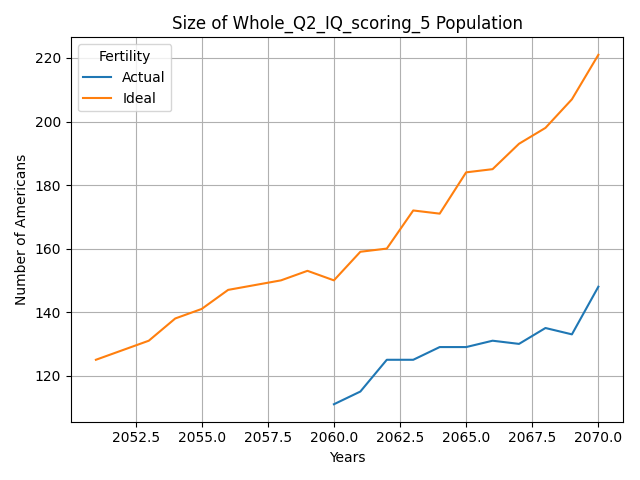 Size of Whole_Q2_IQ_scoring_5 Population
Fertility
Actual
Ideal
Number of Americans
220
200
180
160
140
120
2052.5 2055.0 2057.5 2060.0 2062.5 2065.0 2067.5 2070.0
Years